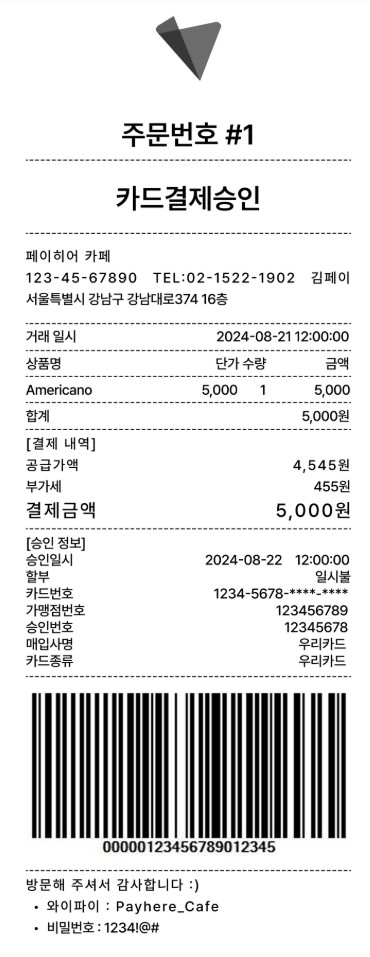 주문번호 #1
카드결제승인
페이히어 카페
123-45-67890 TEL:02-1522-1902 김페이
서울특별시 강남구 강남대로374 16층
거래 일시 2024-08-21 12:00:00
상품명 단가 수량 금액
Americano 5,000 1 5,000
합계 5,000원
[결제 내역]
공급가액 4,545원
부가세 455원
결제금액 5,000원
[승인 정보]
승인일시 2024-08-22 12:00:00
할부 일시불
카드번호 1234-5678-****-****
가맹점번호 123456789
승인번호 12345678
매입사명 우리카드
카드종류 우리카드
00000123456789012345
방문해 주셔서 감사합니다 :)
• 와이파이 : Payhere_Cafe
• 비밀번호 : 1234!@#